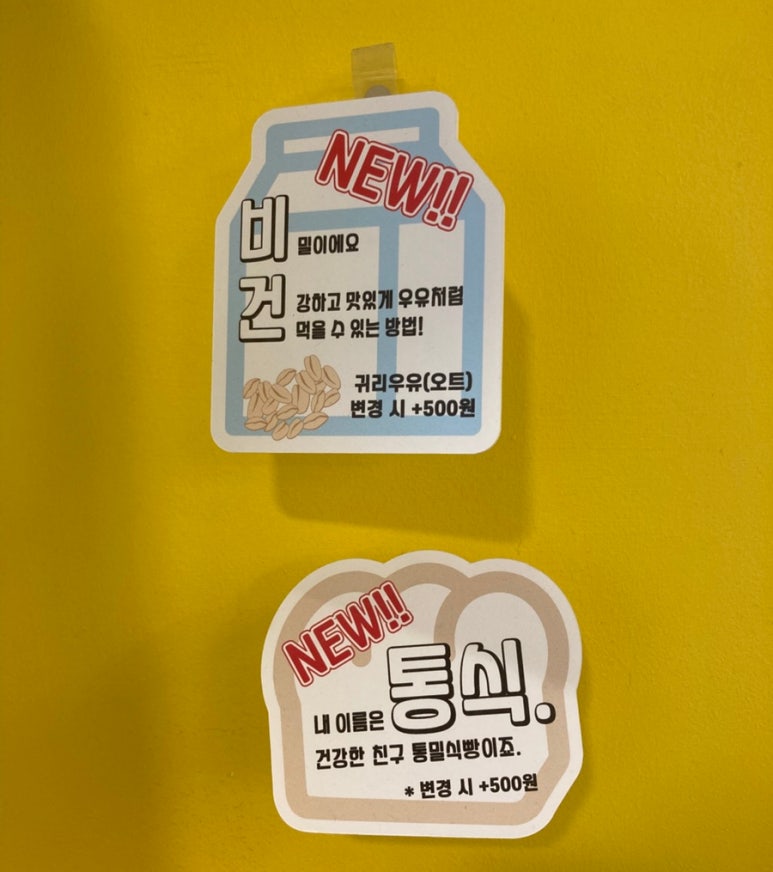 NEW!!
비밀이에요
건강하고 맛있게 우유처럼
먹을 수 있는 방법!
귀리우유(오트)
변경 시 +500원
NEW!!
내 이름은 통식.
건강한 친구 통밀식빵이죠.
* 변경 시 +500원